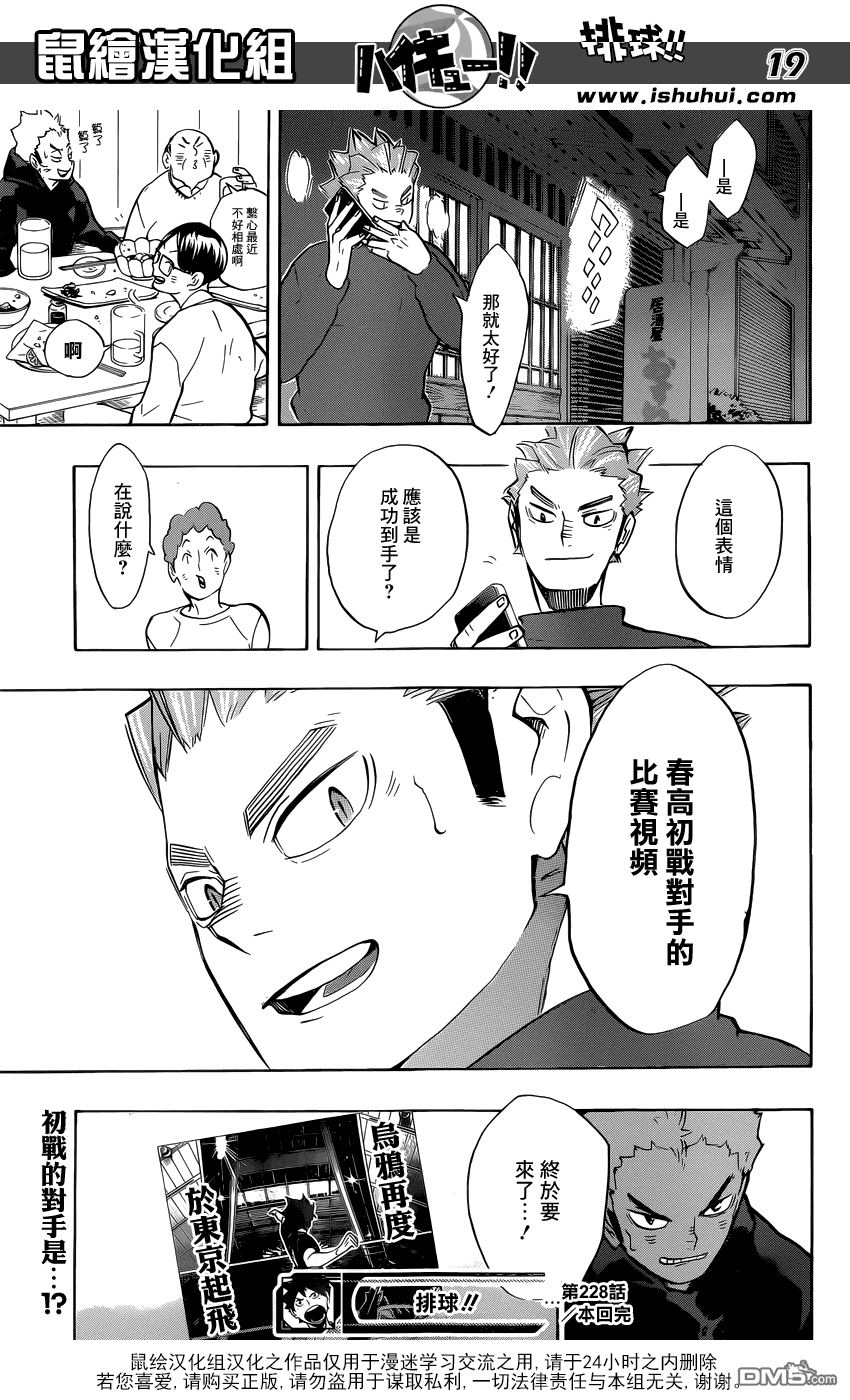 鼠繪漢化組
ハイキュー!!
排球!!
19
www.ishuhui.com
是
是
居酒屋
那就太好了！
繫心最近
不好相處啊
啊
這個表情
應該是
成功到手了？
在說什麼？
春高初戰對手的
比賽視頻
終於要
來了…！
烏鴉再度
於東京起飛
初戰的對手是…!?
排球!!
…第228話
／本回完
鼠绘汉化组汉化之作品仅用于漫迷学习交流之用, 请于24小时之内删除
若您喜爱, 请购买正版, 请勿盗用于谋取私利, 一切法律责任与本组无关, 谢谢。
DM5.com